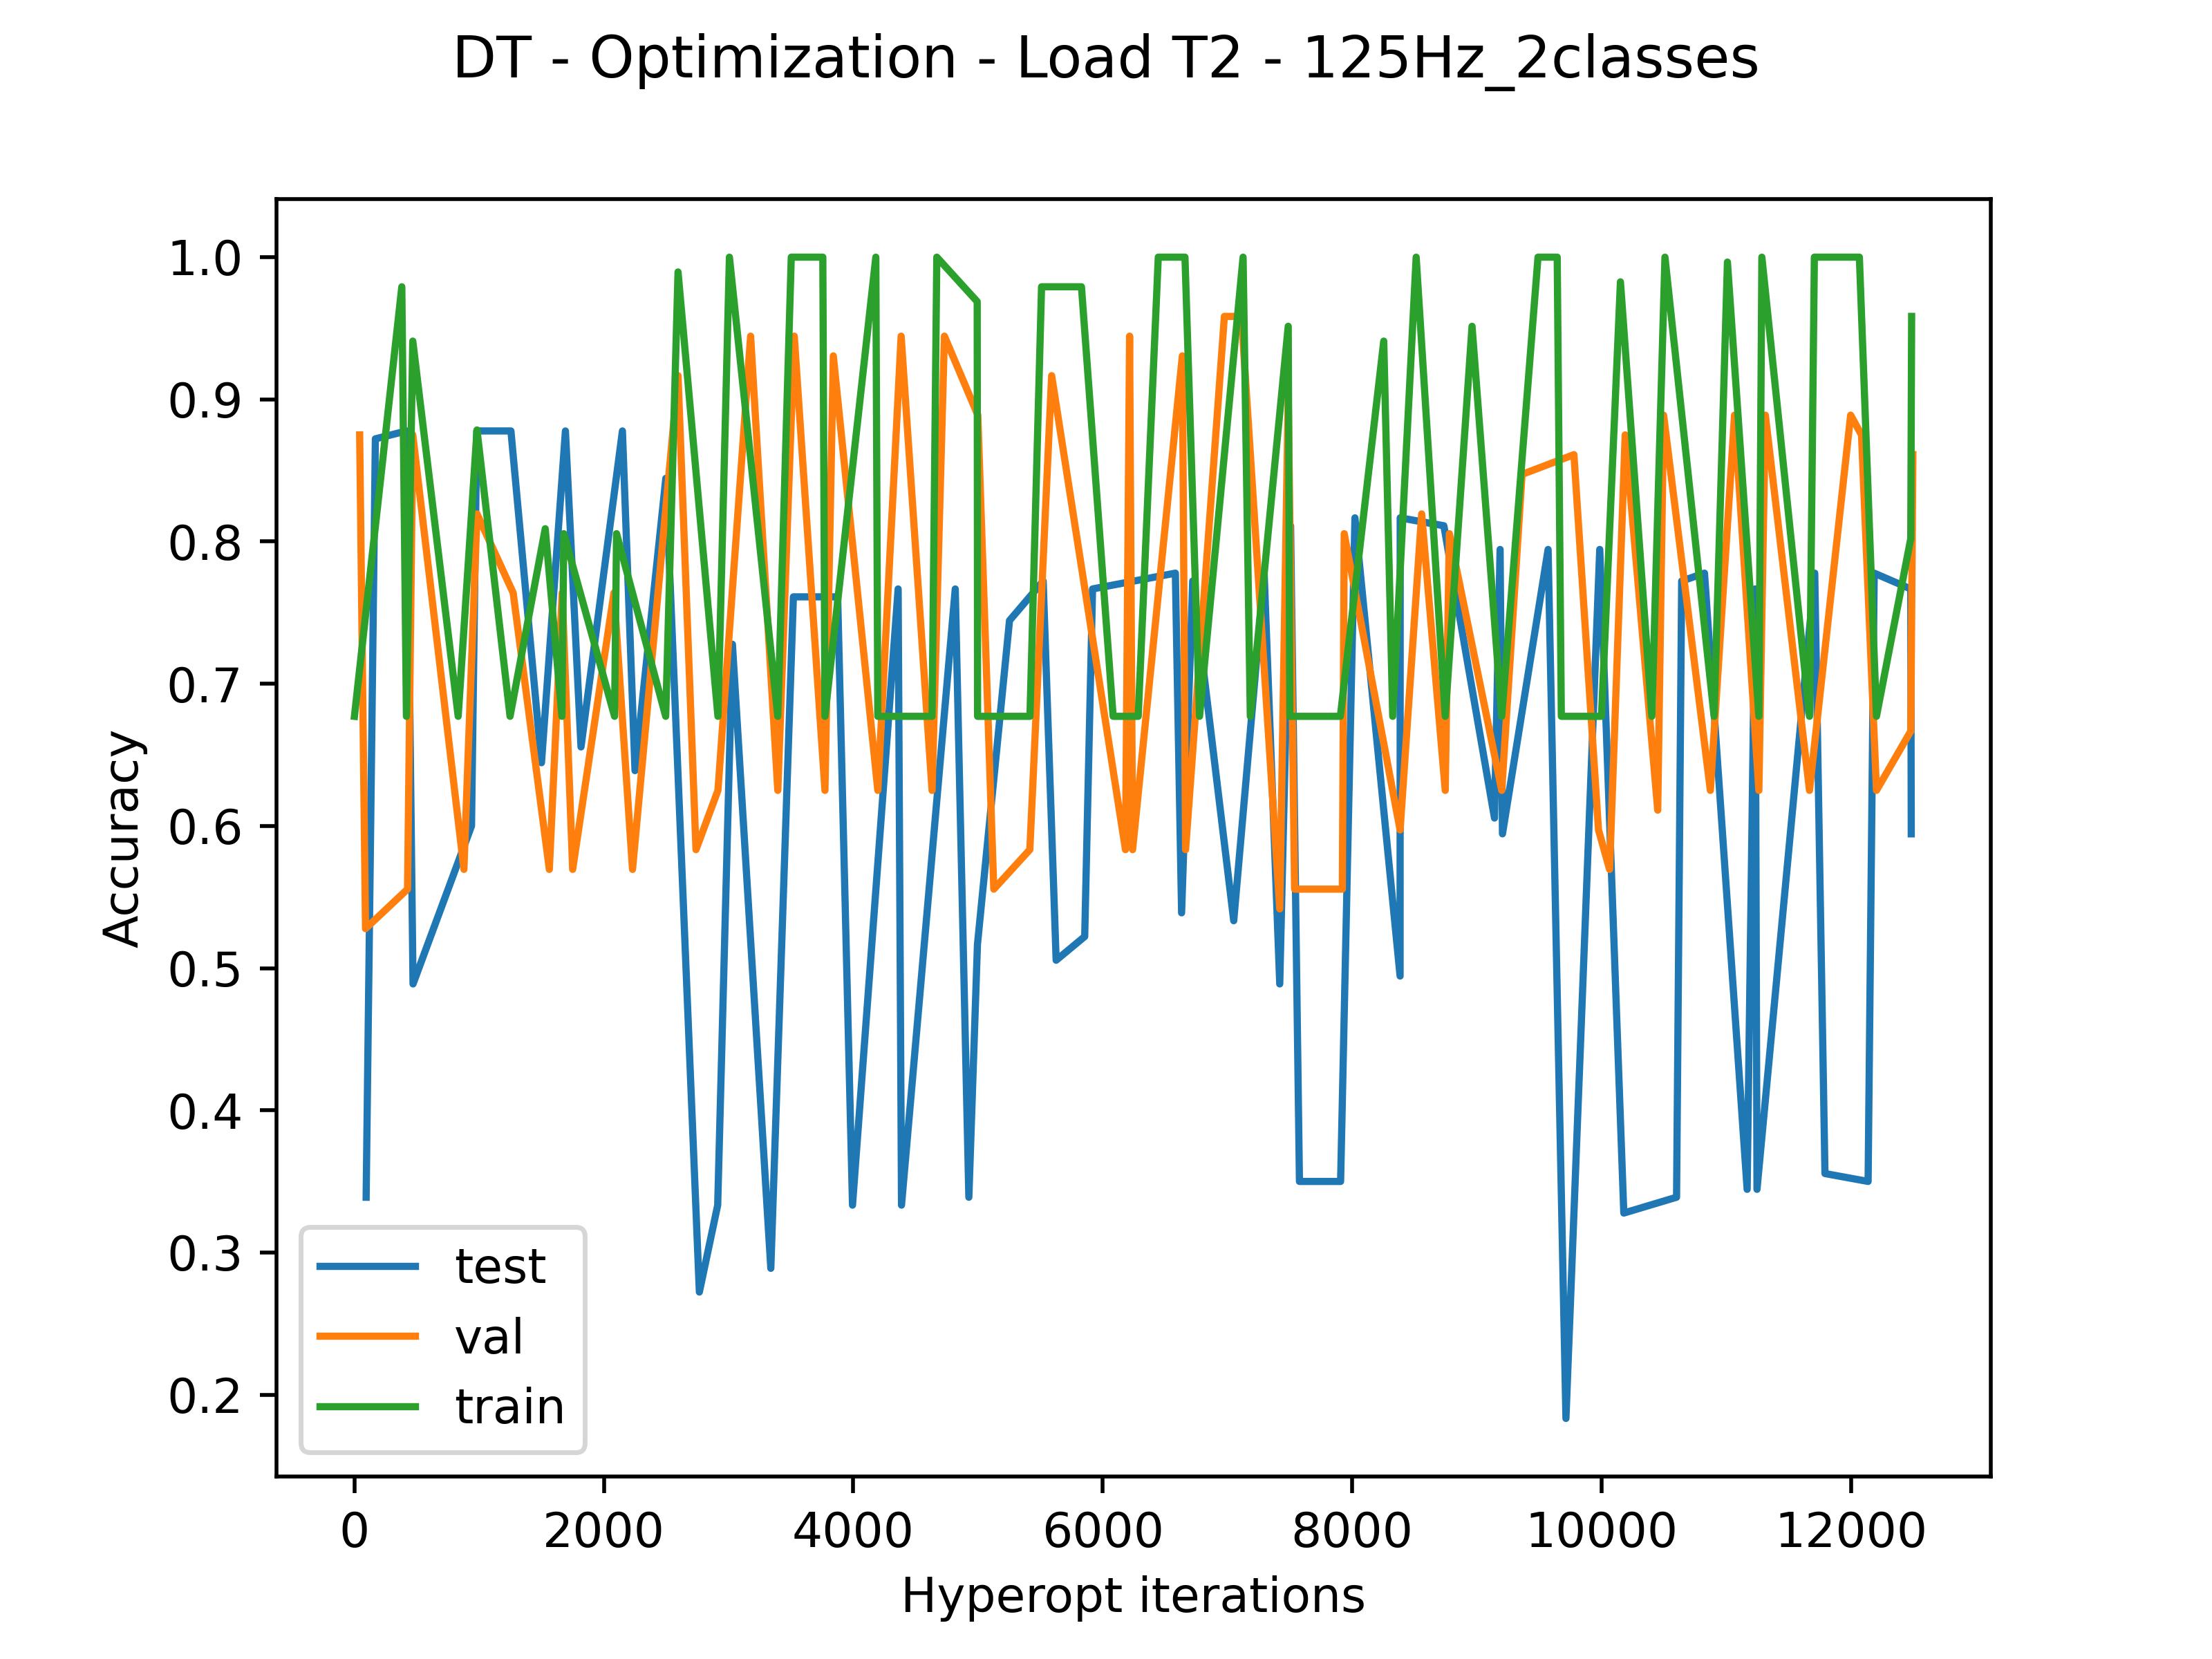 DT - Optimization - Load T2 - 125Hz_2classes
1.0
0.9
0.8
0.7
0.6
0.5
0.4
0.3
0.2
Accuracy
test
val
train
0 2000 4000 6000 8000 10000 12000
Hyperopt iterations